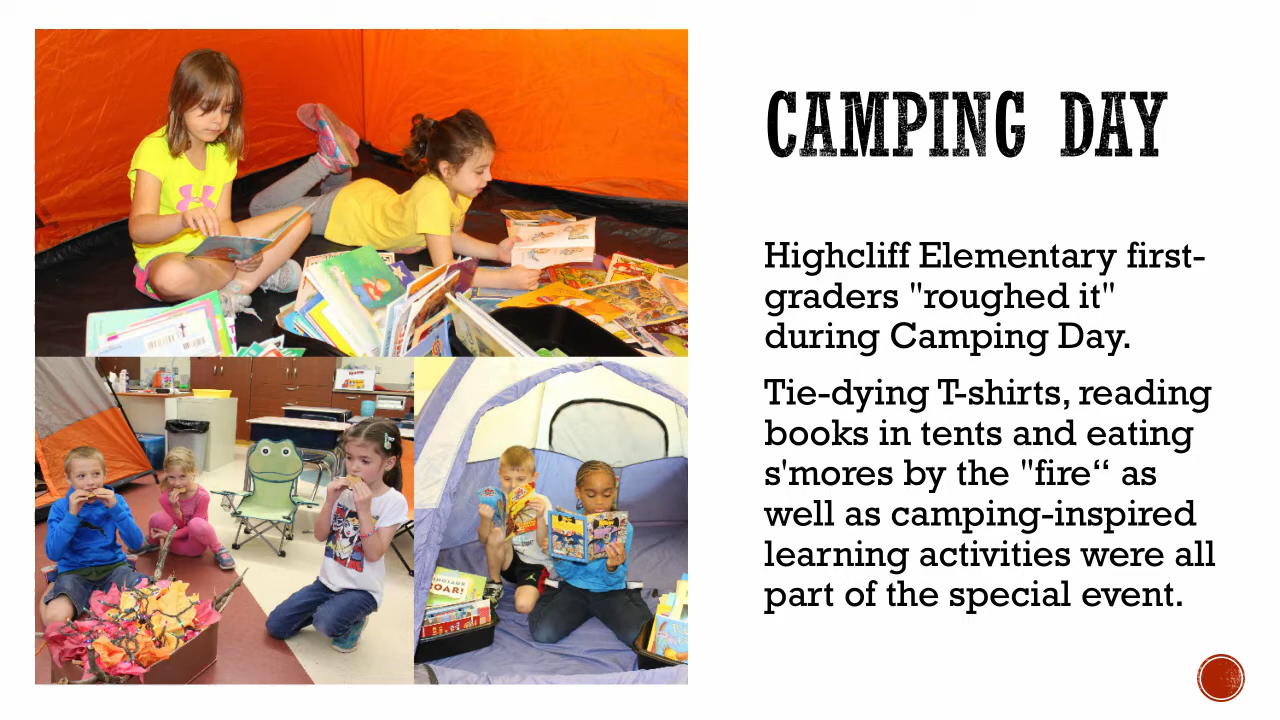 CAMPING DAY
Highcliff Elementary first-
graders "roughed it"
during Camping Day.
Tie-dying T-shirts, reading
books in tents and eating
s'mores by the "fire“ as
well as camping-inspired
learning activities were all
part of the special event.
DINOSAUR
ROAR!